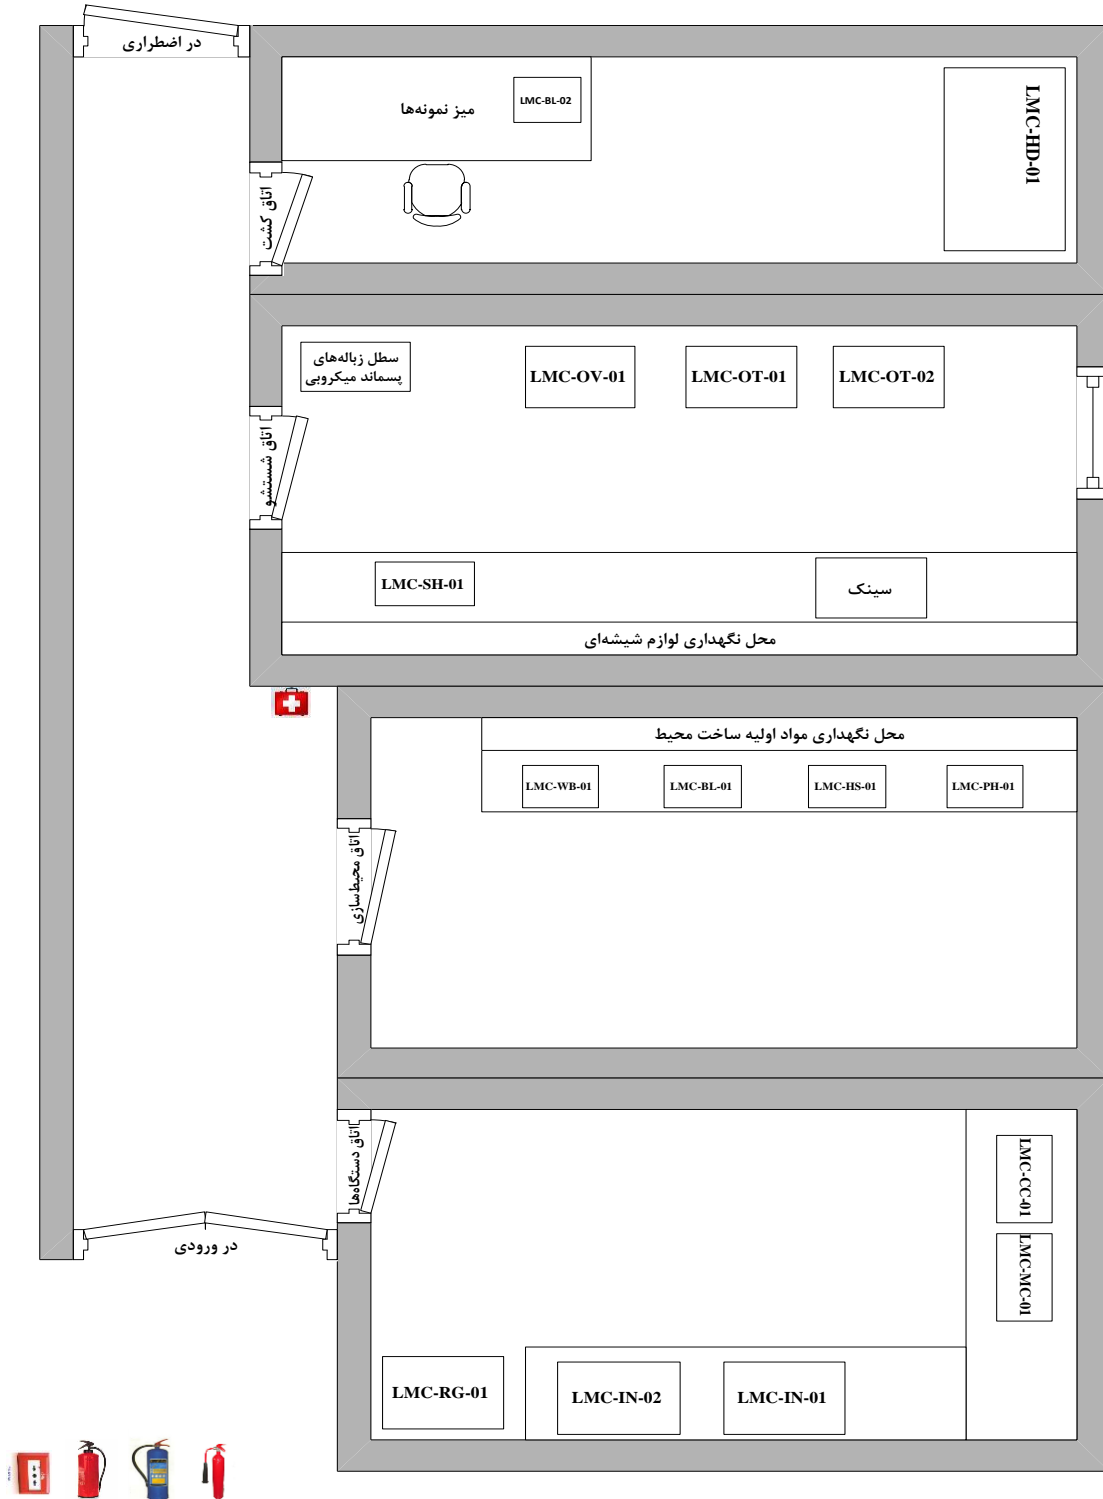 در اضطراری
میز نمونه‌ها
LMC-BL-02
LMC-HD-01
اتاق کشت
سطل زباله‌های
پسماند میکروبی
LMC-OV-01
LMC-OT-01
LMC-OT-02
اتاق شستشو
LMC-SH-01
سینک
محل نگهداری لوازم شیشه‌ای
محل نگهداری مواد اولیه ساخت محیط
LMC-WB-01
LMC-BL-01
LMC-HS-01
LMC-PH-01
اتاق محیط‌سازی
اتاق دستگاه‌ها
LMC-CC-01
LMC-MC-01
در ورودی
LMC-RG-01
LMC-IN-02
LMC-IN-01